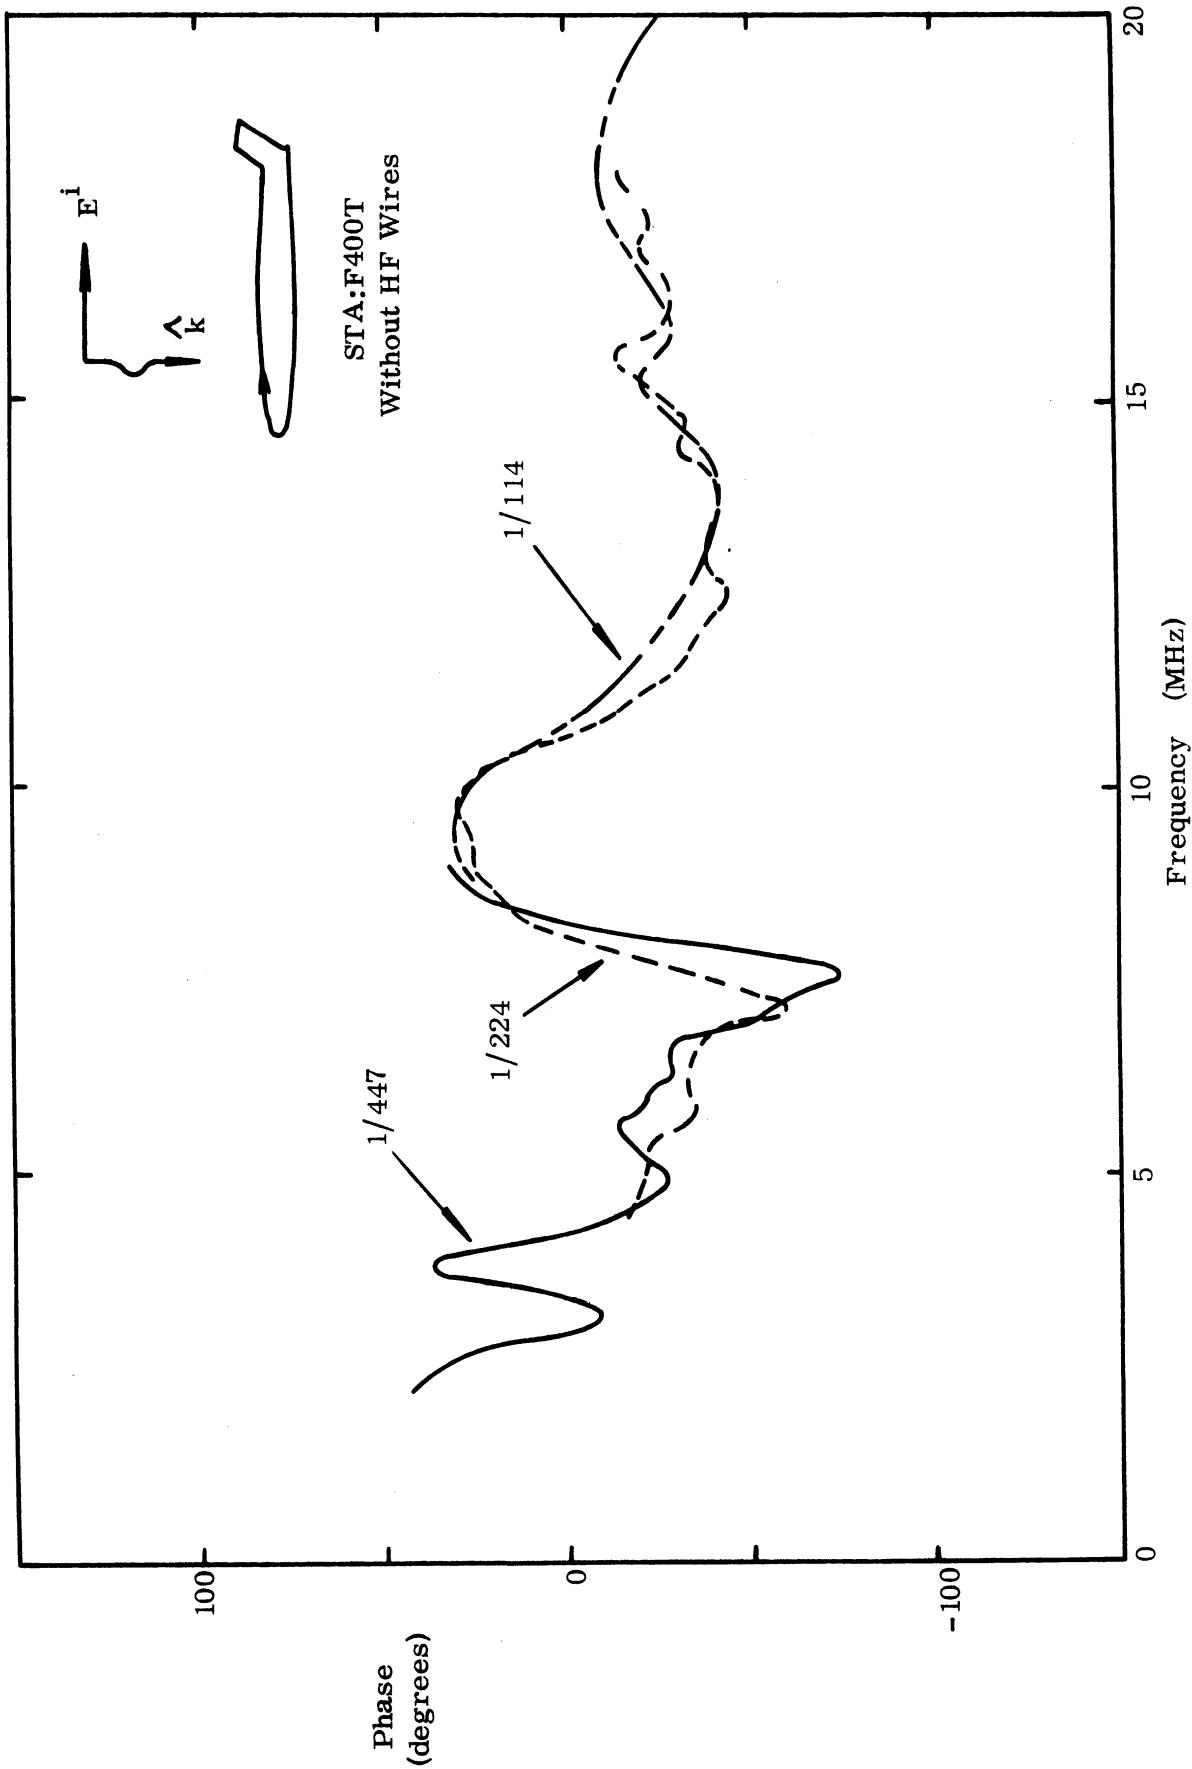 E^i
k̂
STA:F400T
Without HF Wires
1/447
1/224
1/114
Phase
(degrees)
100
0
-100
0
5
10
15
20
Frequency (MHz)